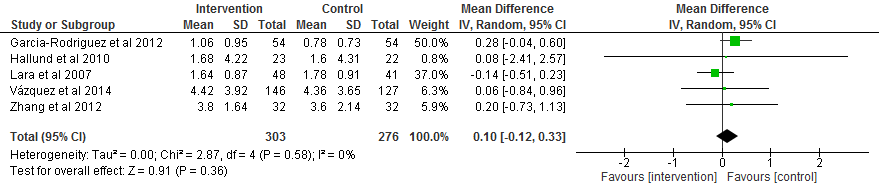 Intervention Control Mean Difference Mean Difference
Study or Subgroup Mean SD Total Mean SD Total Weight IV, Random, 95% CI IV, Random, 95% CI
Garcia-Rodriguez et al 2012 1.06 0.95 54 0.78 0.73 54 50.0% 0.28 [-0.04, 0.60]
Hallund et al 2010 1.68 4.22 23 1.6 4.31 22 0.8% 0.08 [-2.41, 2.57]
Lara et al 2007 1.64 0.87 48 1.78 0.91 41 37.0% -0.14 [-0.51, 0.23]
Vázquez et al 2014 4.42 3.92 146 4.36 3.65 127 6.3% 0.06 [-0.84, 0.96]
Zhang et al 2012 3.8 1.64 32 3.6 2.14 32 5.9% 0.20 [-0.73, 1.13]
Total (95% CI) 303 276 100.0% 0.10 [-0.12, 0.33]
Heterogeneity: Tau² = 0.00; Chi² = 2.87, df = 4 (P = 0.58); I² = 0%
Test for overall effect: Z = 0.91 (P = 0.36)
-2 -1 0 1 2
Favours [intervention] Favours [control]